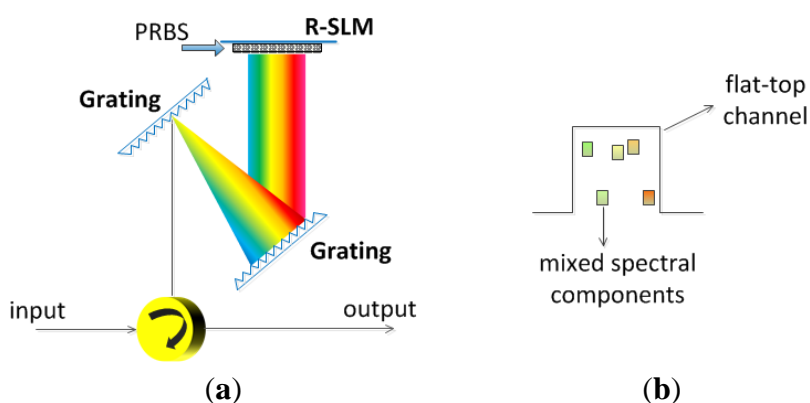 PRBS
R-SLM
Grating
Grating
input
output
(a)
flat-top
channel
mixed spectral
components
(b)